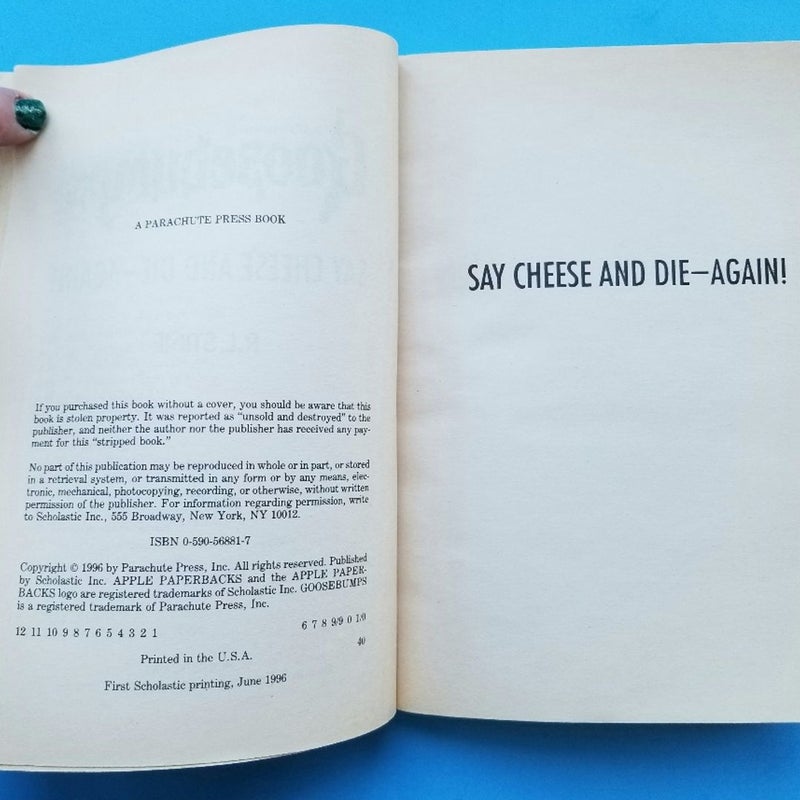 A PARACHUTE PRESS BOOK
If you purchased this book without a cover, you should be aware that this
book is stolen property. It was reported as “unsold and destroyed” to the
publisher, and neither the author nor the publisher has received any pay-
ment for this “stripped book.”
No part of this publication may be reproduced in whole or in part, or stored
in a retrieval system, or transmitted in any form or by any means, elec-
tronic, mechanical, photocopying, recording, or otherwise, without written
permission of the publisher. For information regarding permission, write
to Scholastic Inc., 555 Broadway, New York, NY 10012.
ISBN 0-590-56881-7
Copyright © 1996 by Parachute Press, Inc. All rights reserved. Published
by Scholastic Inc. APPLE PAPERBACKS and the APPLE PAPER-
BACKS logo are registered trademarks of Scholastic Inc. GOOSEBUMPS
is a registered trademark of Parachute Press, Inc.
12 11 10 9 8 7 6 5 4 3 2 1 6 7 8 9/9 0 1/0
40
Printed in the U.S.A.
First Scholastic printing, June 1996
SAY CHEESE AND DIE—AGAIN!